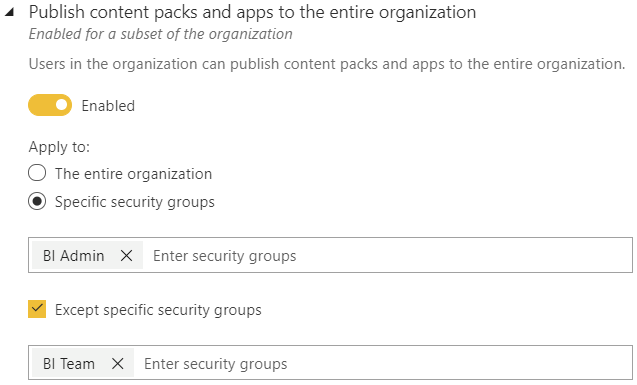 Publish content packs and apps to the entire organization
Enabled for a subset of the organization
Users in the organization can publish content packs and apps to the entire organization.
Enabled
Apply to:
The entire organization
Specific security groups
BI Admin Enter security groups
Except specific security groups
BI Team Enter security groups